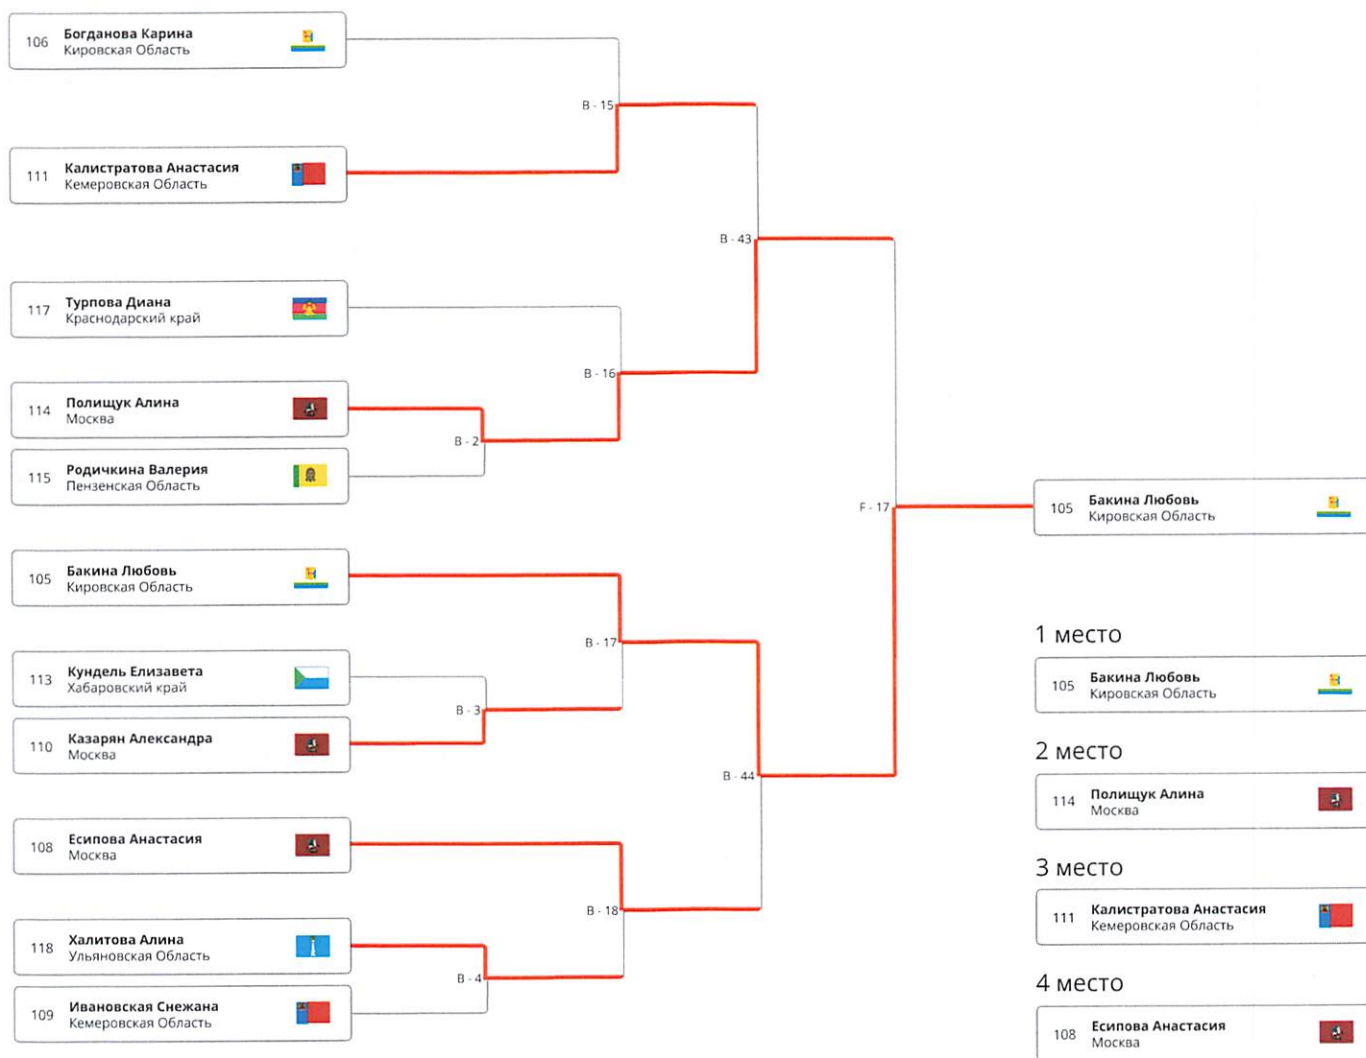 106 Богданова Карина
Кировская Область
B - 15
111 Калистратова Анастасия
Кемеровская Область
B - 43
117 Турпова Диана
Краснодарский край
B - 16
114 Полищук Алина
Москва
B - 2
115 Родичкина Валерия
Пензенская Область
F - 17
105 Бакина Любовь
Кировская Область
105 Бакина Любовь
Кировская Область
B - 17
113 Кундель Елизавета
Хабаровский край
B - 3
110 Казарян Александра
Москва
B - 44
108 Есипова Анастасия
Москва
B - 18
118 Халитова Алина
Ульяновская Область
B - 4
109 Ивановская Снежана
Кемеровская Область
1 место
105 Бакина Любовь
Кировская Область
2 место
114 Полищук Алина
Москва
3 место
111 Калистратова Анастасия
Кемеровская Область
4 место
108 Есипова Анастасия
Москва